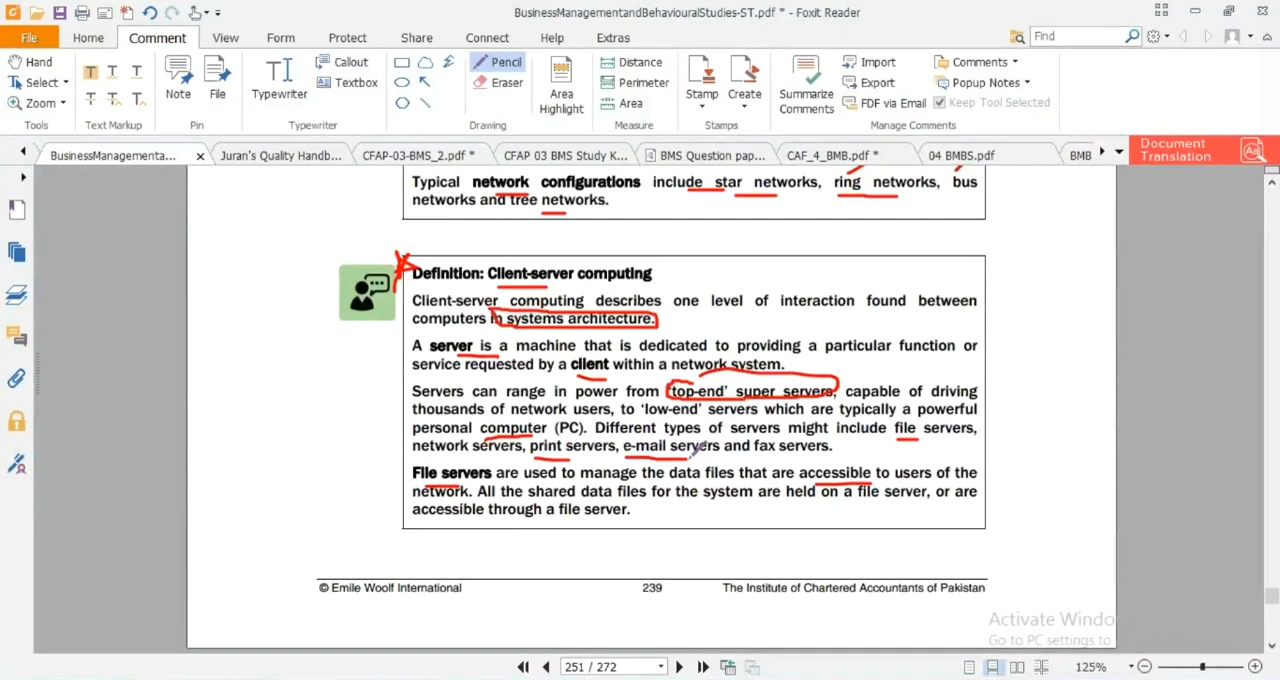 BusinessManagementandBehaviouralStudies-ST.pdf * - Foxit Reader
File Home Comment View Form Protect Share Connect Help Extras Find
Hand Select Zoom Tools
Text Markup
Note File Pin
Typewriter Callout Textbox Typewriter
Pencil Eraser Drawing
Area Highlight
Distance Perimeter Area Measure
Stamp Create Stamps
Summarize Comments
Import Export FDF via Email
Comments Popup Notes Keep Tool Selected
Manage Comments
BusinessManagementa... Juran's Quality Handb... CFAP-03-BMS_2.pdf * CFAP 03 BMS Study K... BMS Question pap... CAF_4_BMB.pdf * 04 BMBS.pdf BMB
Document Translation
Typical network configurations include star networks, ring networks, bus
networks and tree networks.
Definition: Client-server computing
Client-server computing describes one level of interaction found between
computers in systems architecture.
A server is a machine that is dedicated to providing a particular function or
service requested by a client within a network system.
Servers can range in power from ‘top-end’ super servers, capable of driving
thousands of network users, to ‘low-end’ servers which are typically a powerful
personal computer (PC). Different types of servers might include file servers,
network servers, print servers, e-mail servers and fax servers.
File servers are used to manage the data files that are accessible to users of the
network. All the shared data files for the system are held on a file server, or are
accessible through a file server.
© Emile Woolf International 239 The Institute of Chartered Accountants of Pakistan
Activate Windo
Go to PC settings to
251 / 272 125%